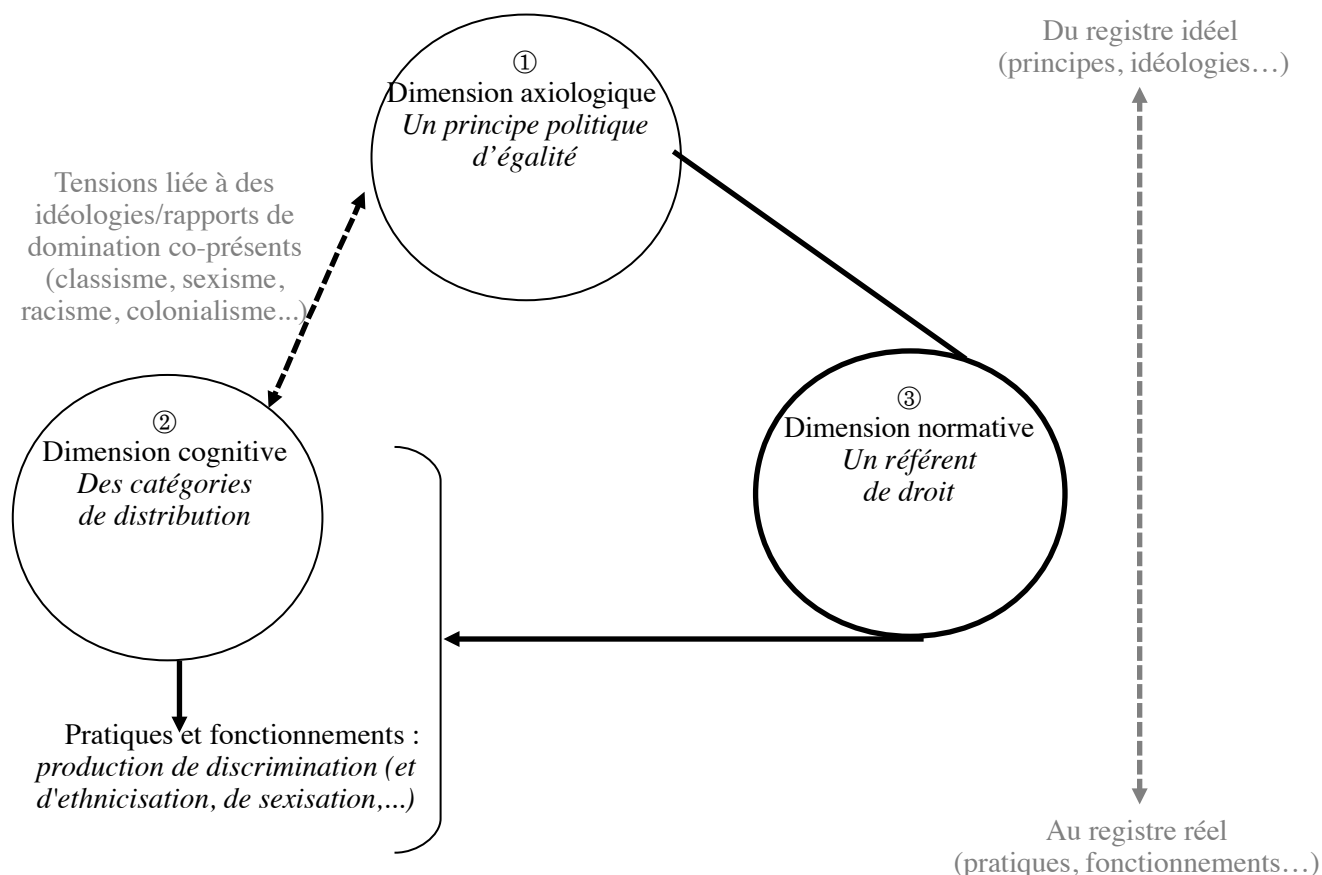 ①
Dimension axiologique
Un principe politique
d’égalité
Du registre idéel
(principes, idéologies…)
Tensions liée à des
idéologies/rapports de
domination co-présents
(classisme, sexisme,
racisme, colonialisme...)
②
Dimension cognitive
Des catégories
de distribution
③
Dimension normative
Un référent
de droit
Pratiques et fonctionnements :
production de discrimination (et
d'ethnicisation, de sexisation,...)
Au registre réel
(pratiques, fonctionnements…)